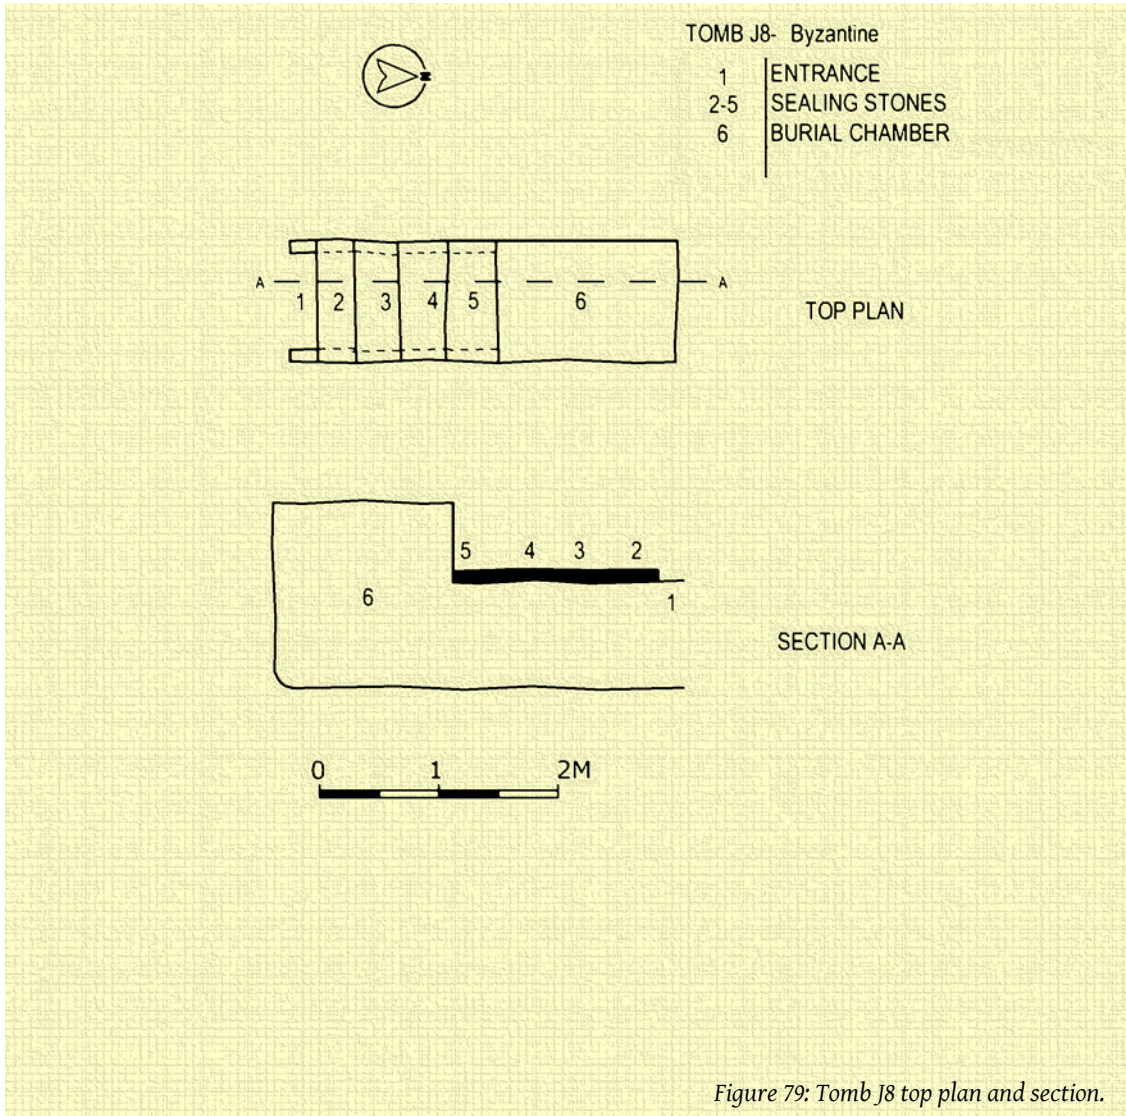 TOMB J8- Byzantine
1 ENTRANCE
2-5 SEALING STONES
6 BURIAL CHAMBER
N
A A
1 2 3 4 5 6
TOP PLAN
5 4 3 2
6
1
SECTION A-A
0 1 2M
Figure 79: Tomb J8 top plan and section.